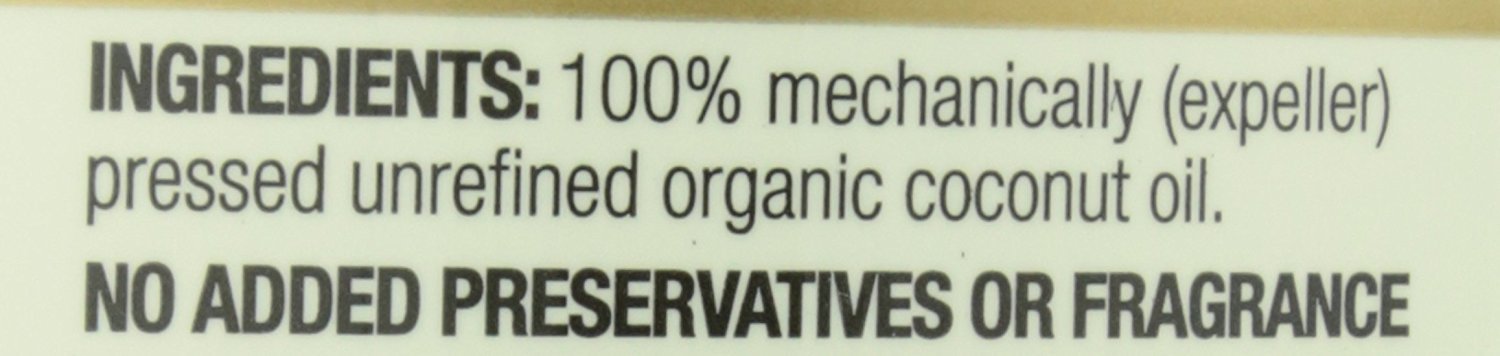 INGREDIENTS: 100% mechanically (expeller)
pressed unrefined organic coconut oil.
NO ADDED PRESERVATIVES OR FRAGRANCE